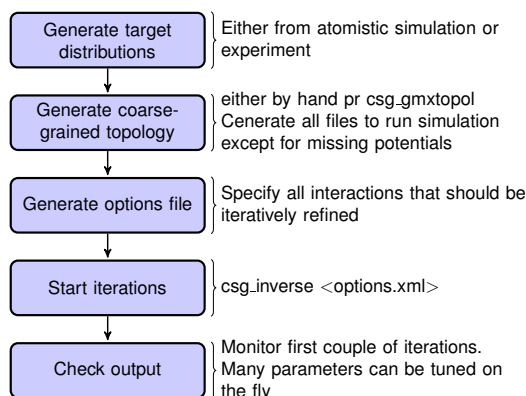 Generate target
distributions
Either from atomistic simulation or
experiment
Generate coarse-
grained topology
either by hand pr csg_gmxtopol
Cenerate all files to run simulation
except for missing potentials
Generate options file
Specify all interactions that should be
iteratively refined
Start iterations
csg_inverse <options.xml>
Check output
Monitor first couple of iterations.
Many parameters can be tuned on
the fly